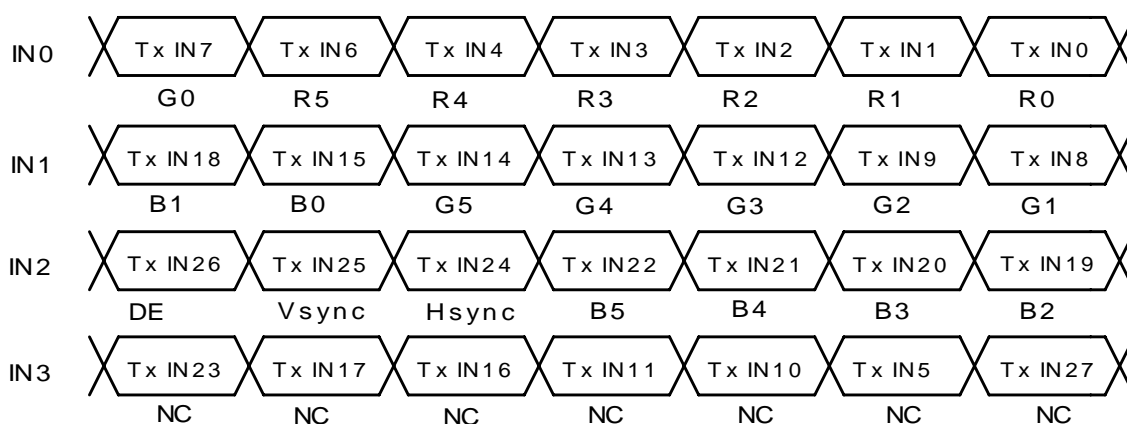 IN0 Tx IN7 Tx IN6 Tx IN4 Tx IN3 Tx IN2 Tx IN1 Tx IN0
G0 R5 R4 R3 R2 R1 R0
IN1 Tx IN18 Tx IN15 Tx IN14 Tx IN13 Tx IN12 Tx IN9 Tx IN8
B1 B0 G5 G4 G3 G2 G1
IN2 Tx IN26 Tx IN25 Tx IN24 Tx IN22 Tx IN21 Tx IN20 Tx IN19
DE Vsync Hsync B5 B4 B3 B2
IN3 Tx IN23 Tx IN17 Tx IN16 Tx IN11 Tx IN10 Tx IN5 Tx IN27
NC NC NC NC NC NC NC